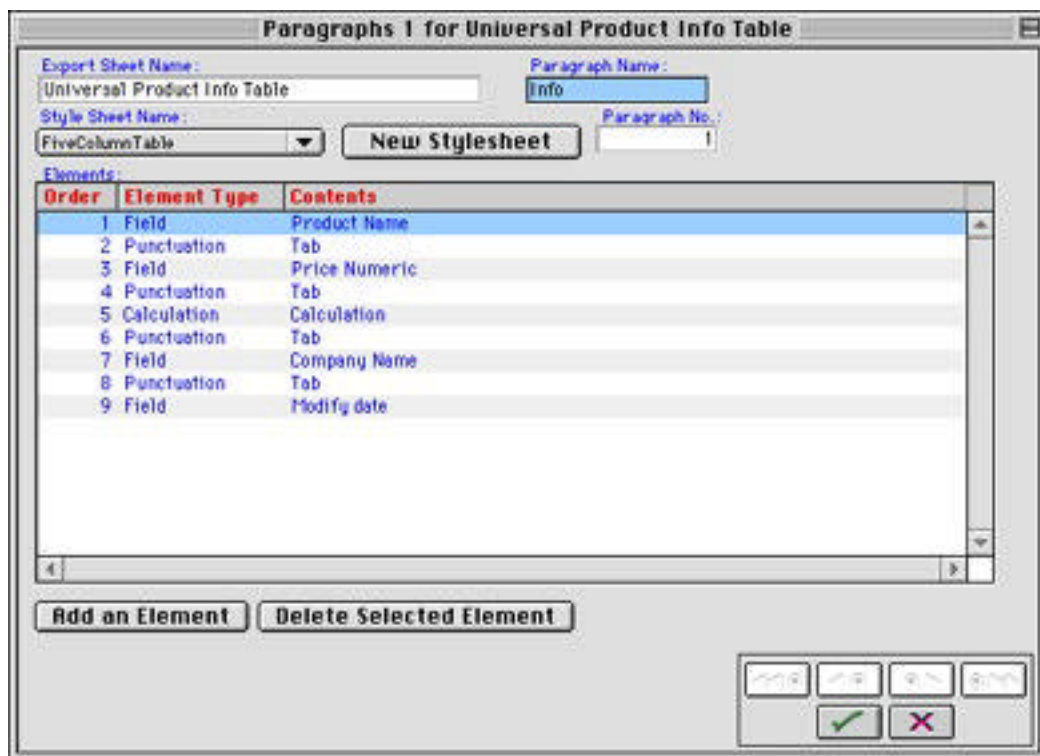 Paragraphs 1 for Universal Product Info Table
Export Sheet Name:
Paragraph Name:
Universal Product Info Table
Info
Style Sheet Name:
Paragraph No.:
FiveColumnTable
New Stylesheet
1
Elements:
Order Element Type Contents
1 Field Product Name
2 Punctuation Tab
3 Field Price Numeric
4 Punctuation Tab
5 Calculation Calculation
6 Punctuation Tab
7 Field Company Name
8 Punctuation Tab
9 Field Modify date
Add an Element
Delete Selected Element